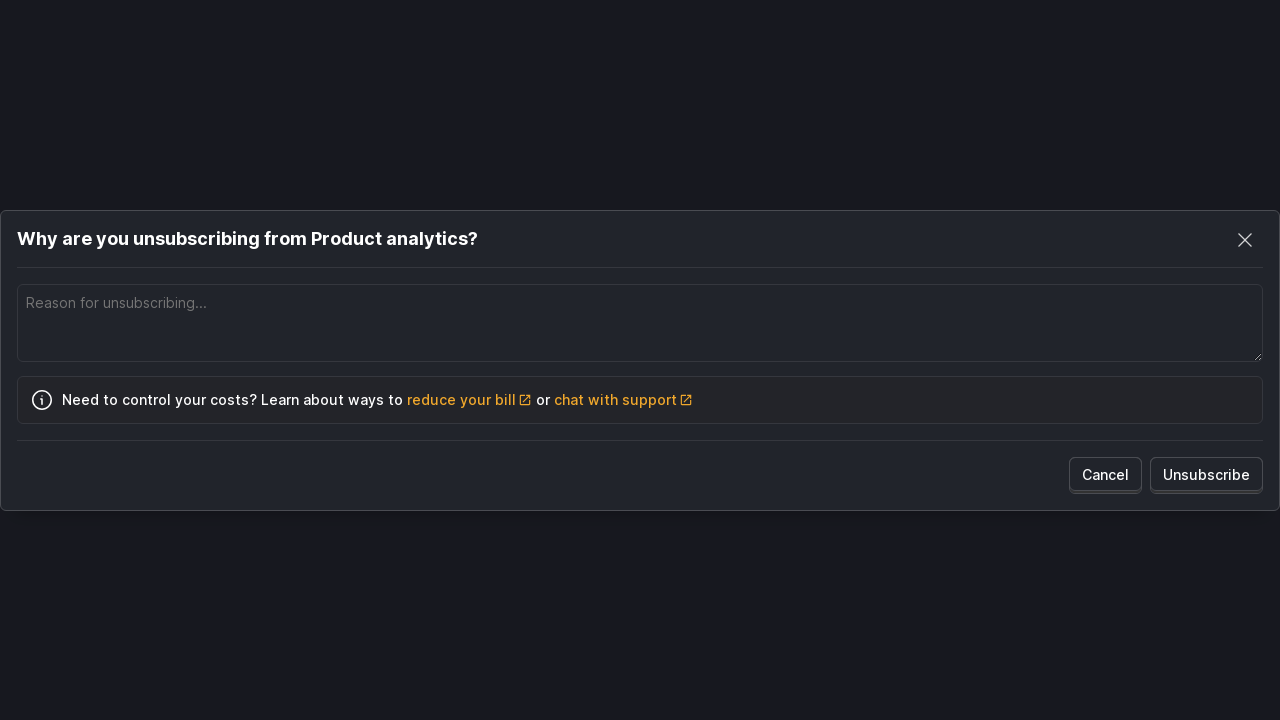 Why are you unsubscribing from Product analytics?
Reason for unsubscribing...
Need to control your costs? Learn about ways to reduce your bill or chat with support
Cancel
Unsubscribe